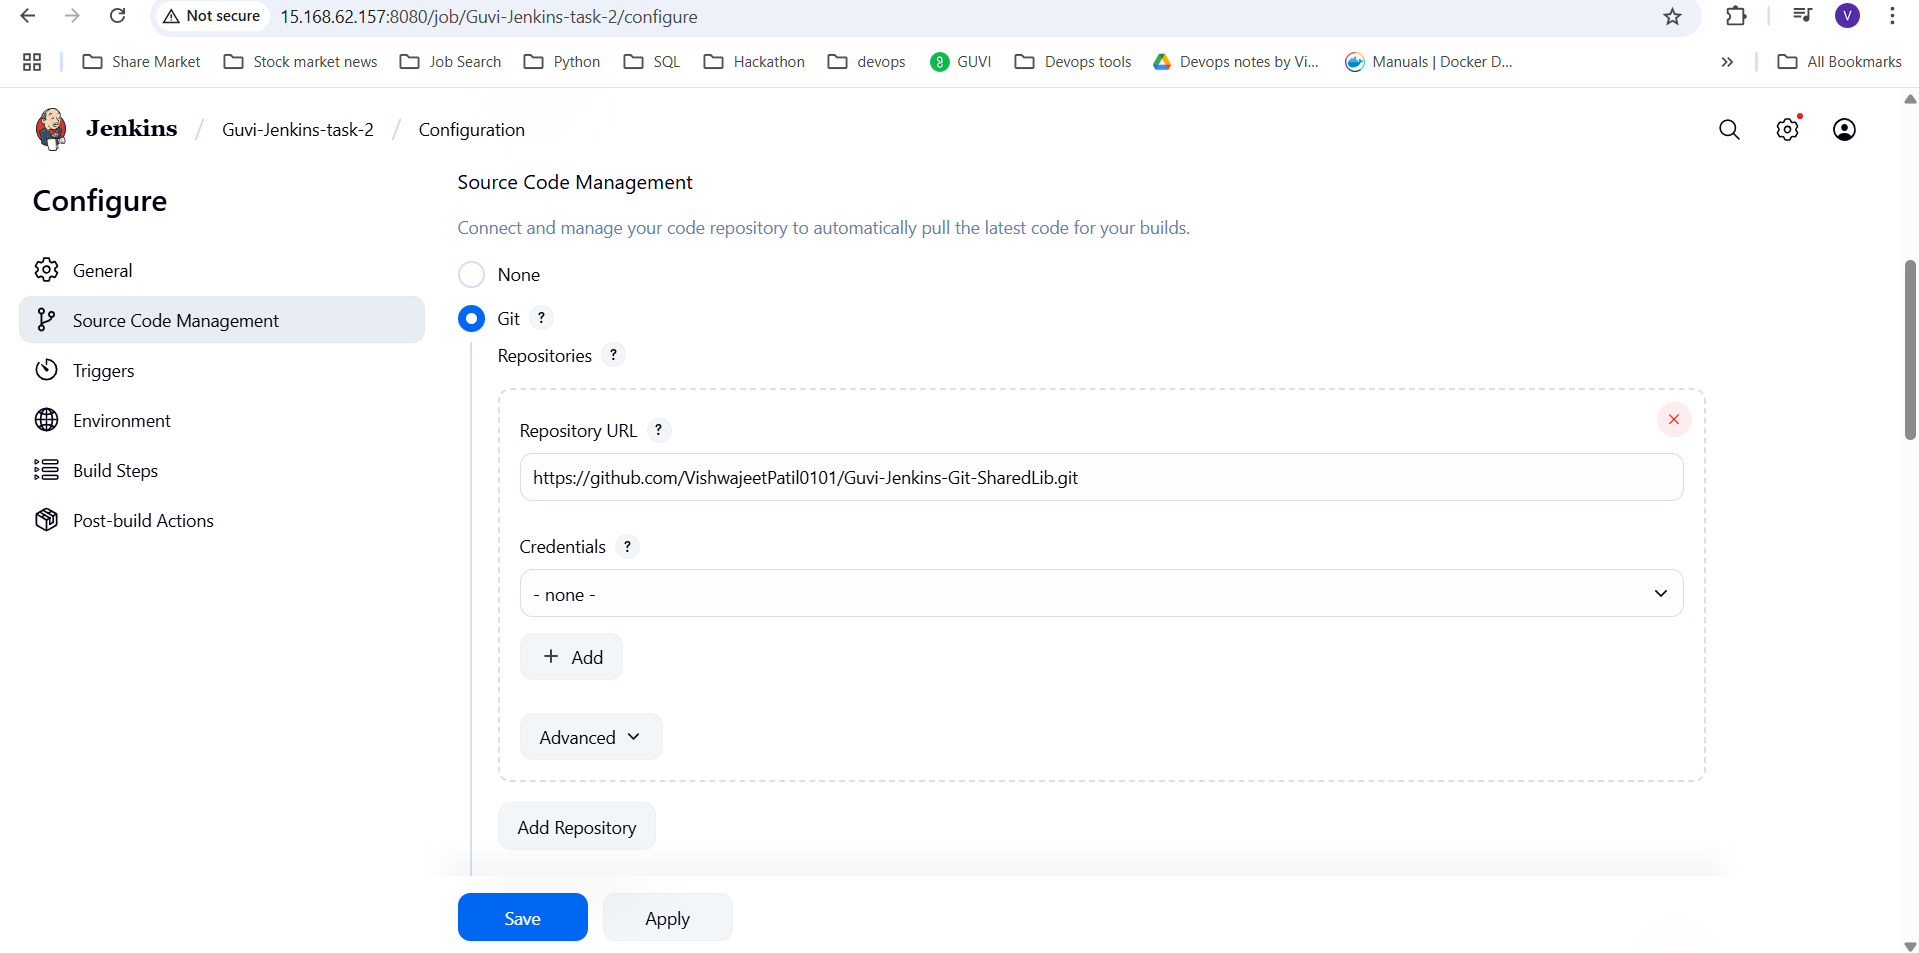 Not secure 15.168.62.157:8080/job/Guvi-Jenkins-task-2/configure V
Share Market Stock market news Job Search Python SQL Hackathon devops GUVI Devops tools Devops notes by Vi... Manuals | Docker D... » All Bookmarks
Jenkins / Guvi-Jenkins-task-2 / Configuration
Configure
General
Source Code Management
Triggers
Environment
Build Steps
Post-build Actions
Source Code Management
Connect and manage your code repository to automatically pull the latest code for your builds.
None
Git ?
Repositories ?
Repository URL ?
https://github.com/VishwajeetPatil0101/Guvi-Jenkins-Git-SharedLib.git
Credentials ?
- none -
+ Add
Advanced
Add Repository
Save Apply